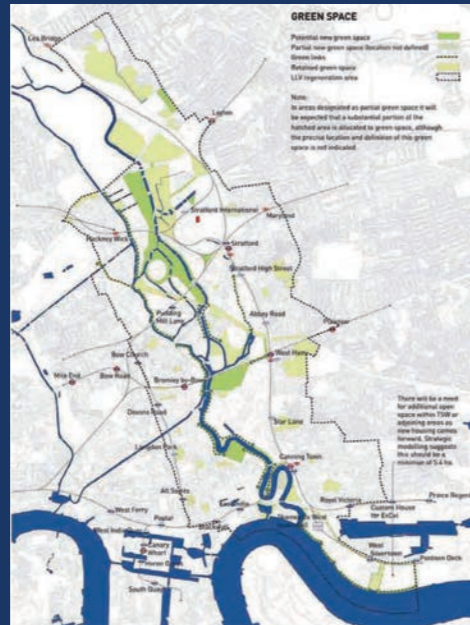 GREEN SPACE
Potential new green space
Partial new green space (location not defined)
Green links
Retained green space
LLV regeneration area
Note:
In areas designated as partial green space it will
be expected that a substantial portion of the
hatched area is allocated to green space, although
the precise location and definition of this green
space is not indicated.
Lea Bridge
Leyton
Stratford International
Maryland
Hackney Wick
Stratford
Stratford High Street
Pudding
Mill Lane
Abbey Road
Plaistow
Bow Church
West Ham
Mile End
Bow Road
Bromley-by-Bow
There will be a need
for additional open
space within TSW or
adjoining areas as
new housing comes
forward. Strategic
modelling suggests
this should be a
minimum of 5.4 ha.
Devons Road
Star Lane
Langdon Park
Canning Town
All Saints
Royal Victoria
Prince Regent
Custom House
for ExCel
West Ferry
Poplar
Blackwall
West India Quay
Canary
Wharf
Heron Quays
West
Silvertown
Pontoon Dock
South Quay